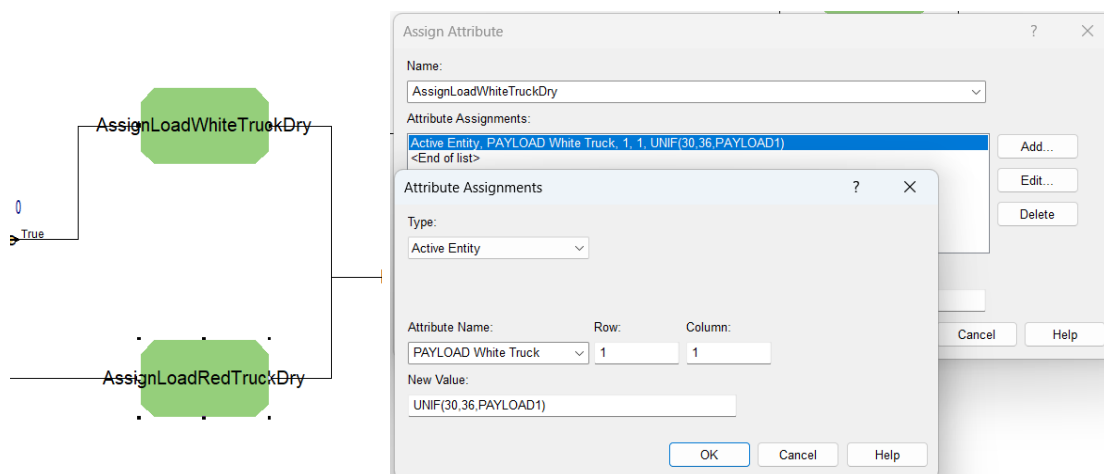 AssignLoadWhiteTruckDry
0
True
AssignLoadRedTruckDry
Assign Attribute
?
Name:
AssignLoadWhiteTruckDry
Attribute Assignments:
Active Entity, PAYLOAD White Truck, 1, 1, UNIF(30,36,PAYLOAD1)
<End of list>
Add...
Edit...
Delete
Cancel
Help
Attribute Assignments
?
Type:
Active Entity
Attribute Name:
Row:
Column:
PAYLOAD White Truck
1
1
New Value:
UNIF(30,36,PAYLOAD1)
OK
Cancel
Help